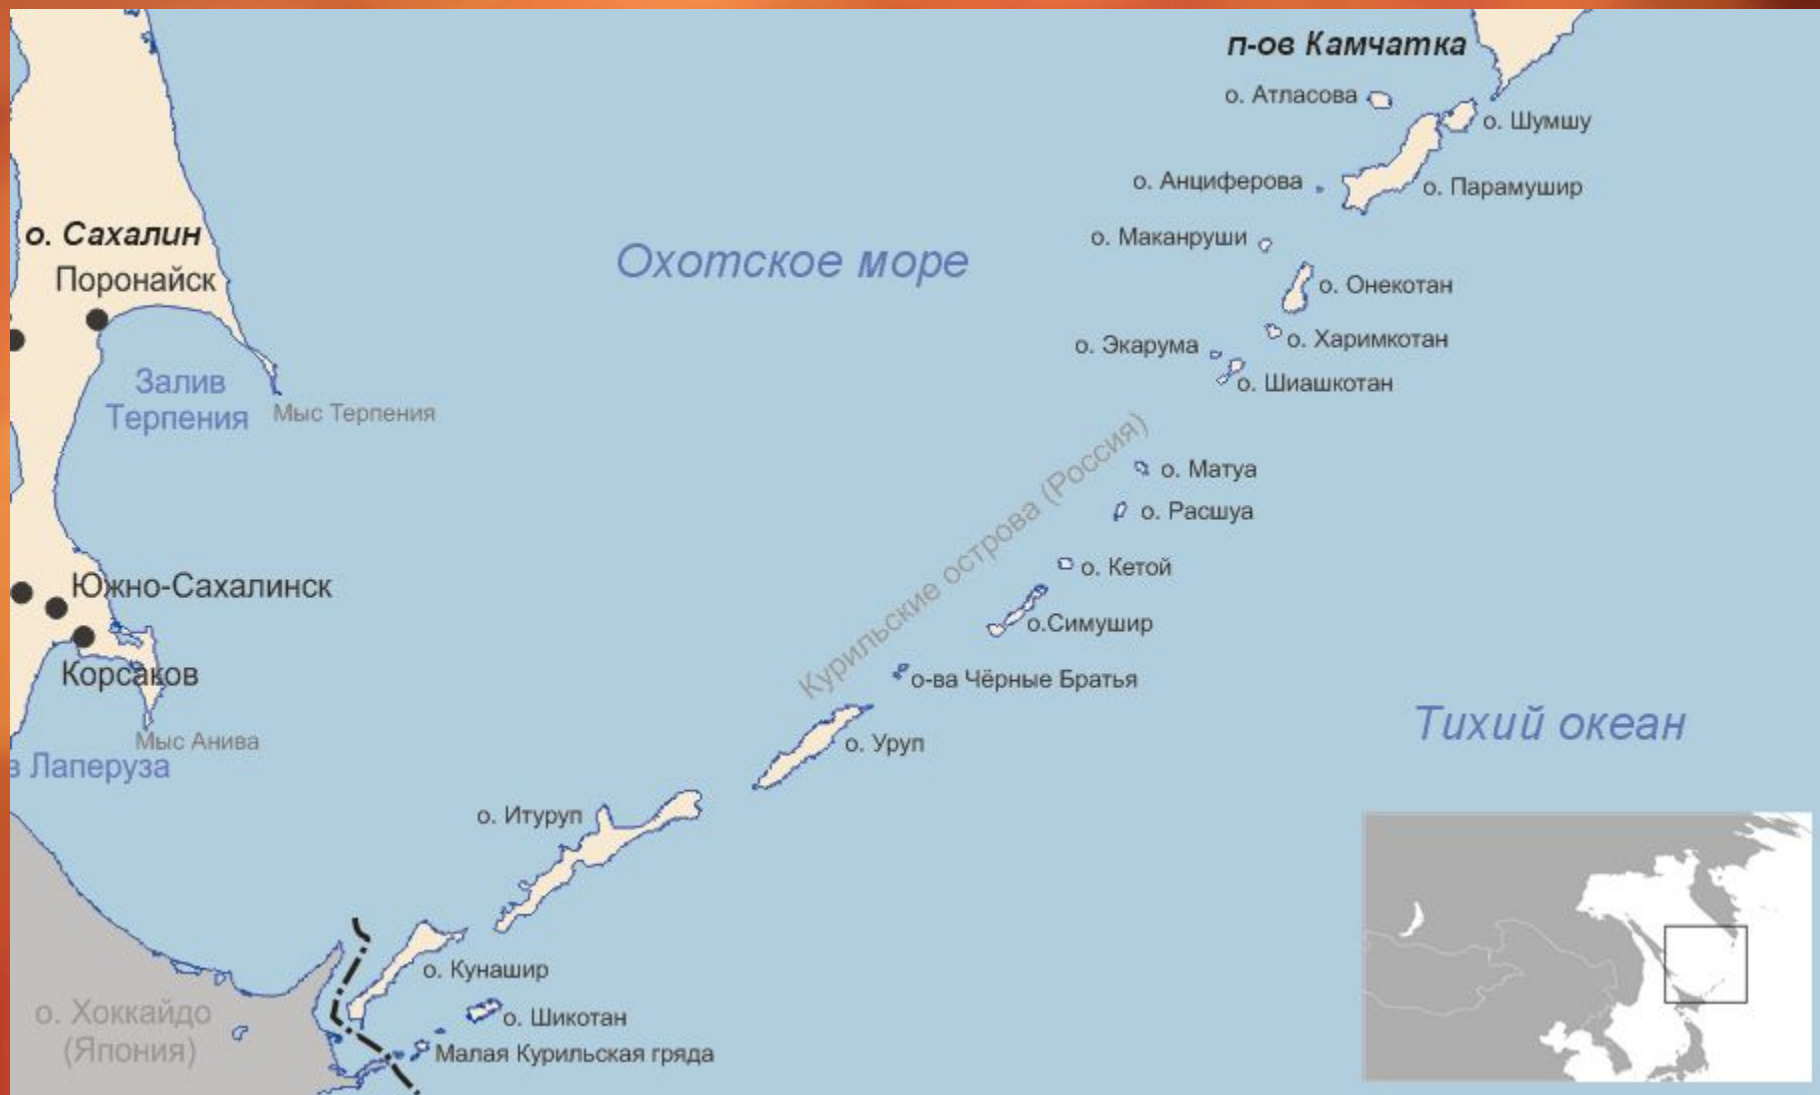 п-ов Камчатка
о. Атласова
о. Шумшу
о. Анциферова
о. Парамушир
о. Сахалин
о. Маканруши
Охотское море
Поронайск
о. Онекотан
о. Харимкотан
о. Экарума
Залив
Терпения
о. Шиашкотан
Мыс Терпения
Курильские острова (Россия)
о. Матуа
о. Расшуа
о. Кетой
Южно-Сахалинск
о.Симушир
Корсаков
о-ва Чёрные Братья
Тихий океан
Мыс Анива
о. Уруп
в Лаперуза
о. Итуруп
о. Кунашир
о. Хоккайдо
(Япония)
о. Шикотан
Малая Курильская гряда